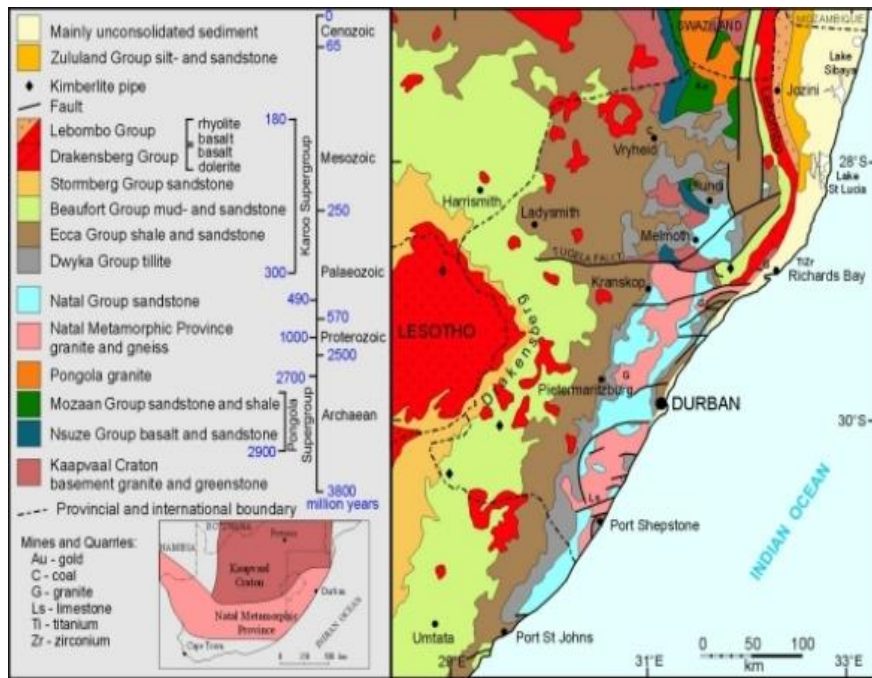 Mainly unconsolidated sediment
Zululand Group silt- and sandstone
Kimberlite pipe
Fault
Lebombo Group
Drakensberg Group
rhyolite
basalt
basalt
dolerite
Stormberg Group sandstone
Beaufort Group mud- and sandstone
Ecca Group shale and sandstone
Dwyka Group tillite
Natal Group sandstone
Natal Metamorphic Province
granite and gneiss
Pongola granite
Mozaan Group sandstone and shale
Nsuze Group basalt and sandstone
Kaapvaal Craton
basement granite and greenstone
Provincial and international boundary
Karoo Supergroup
Pongola
Supergroup
0
Cenozoic
65
180
Mesozoic
250
Palaeozoic
300
490
570
1000
Proterozoic
2500
2700
Archaean
2900
3800
million years
Mines and Quarries:
Au - gold
C - coal
G - granite
Ls - limestone
Ti - titanium
Zr - zirconium
BOTSWANA
NAMIBIA
Pretoria
Kaapvaal
Craton
Durban
Natal Metamorphic
Province
Cape Town
INDIAN OCEAN
SWAZILAND
MOZAMBIQUE
Lake
Sibaya
Jozini
Au
C
Vryheid
28°S
Lake
St Lucia
Harrismith
Ulundi
Ladysmith
Melmoth
TUGELA FAULT
TiZr
Richards Bay
Kranskop
LESOTHO
Drakensberg
G
Pietermaritzburg
DURBAN
30°S
Ls
Port Shepstone
INDIAN OCEAN
Umtata
Port St Johns
0 50 100
km
29°E
31°E
33°E